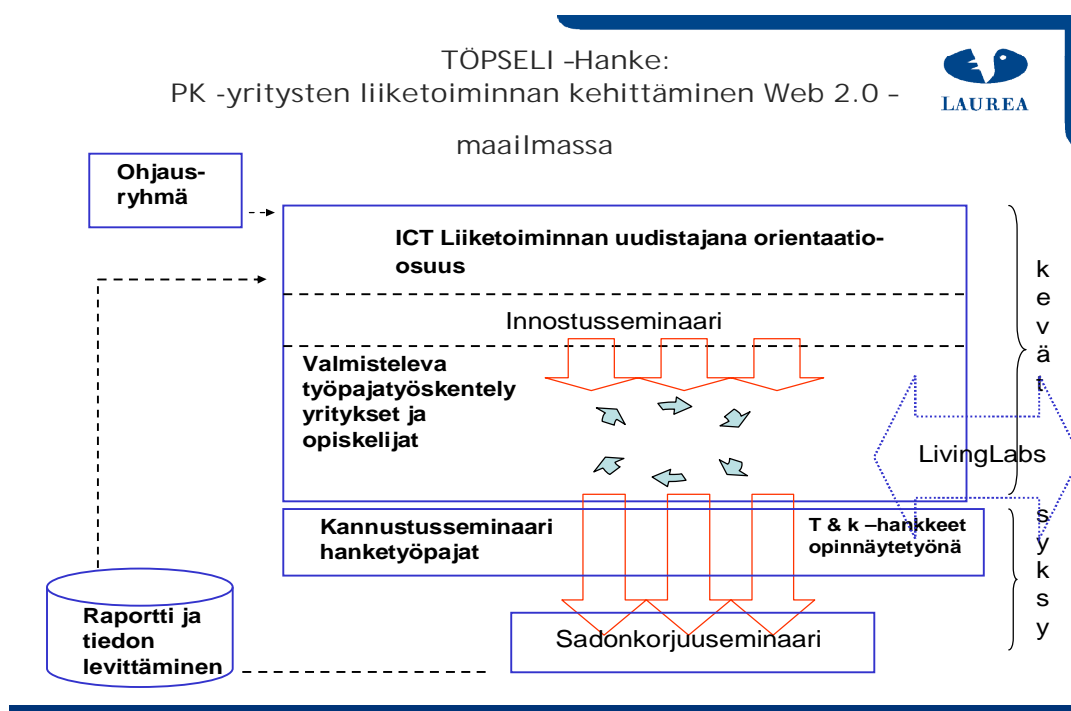 TÖPSELI –Hanke:
PK -yritysten liiketoiminnan kehittäminen Web 2.0 –
maailmassa
LAUREA
Ohjaus-
ryhmä
ICT Liiketoiminnan uudistajana orientaatio-
osuus
Innostusseminaari
Valmisteleva
työpajatyöskentely
yritykset ja
opiskelijat
k
e
v
ä
t
LivingLabs
Kannustusseminaari
hanketyöpajat
T & k –hankkeet
opinnäytetyönä
s
y
k
s
y
Raportti ja
tiedon
levittäminen
Sadonkorjuuseminaari